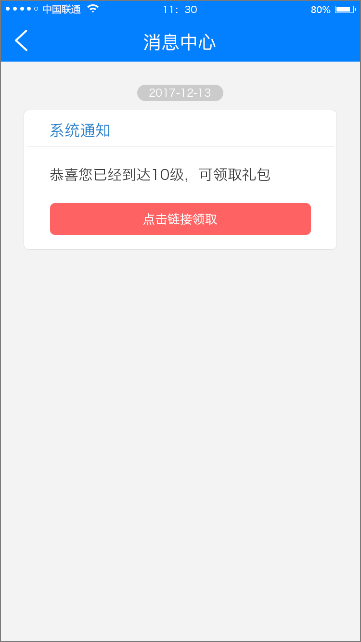 中国联通 11：30 80%
消息中心
2017-12-13
系统通知
恭喜您已经到达10级，可领取礼包
点击链接领取